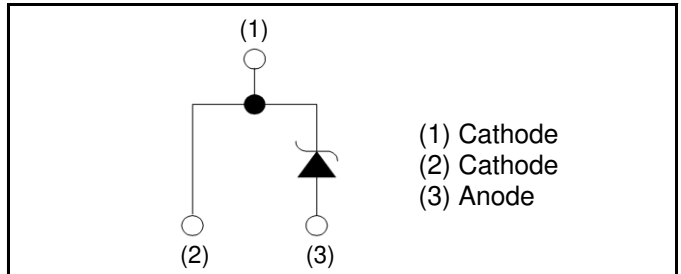 (1)
(1) Cathode
(2) Cathode
(3) Anode
(2) (3)